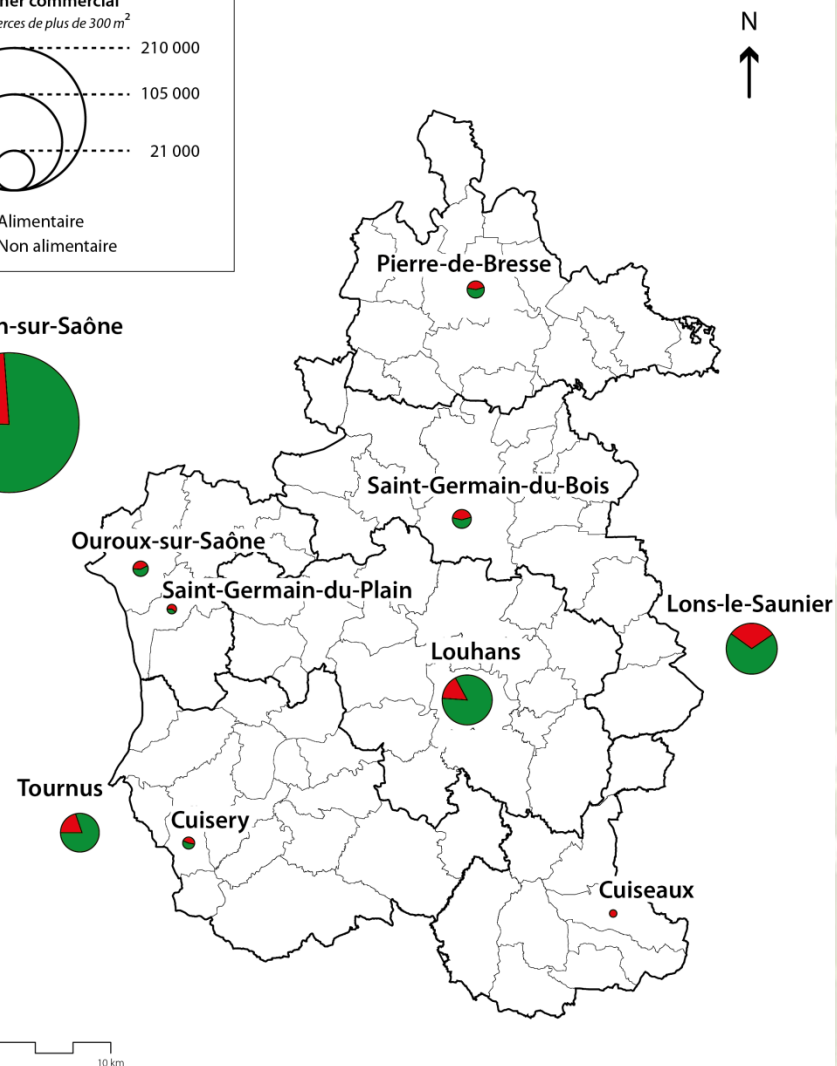 commercial
de plus de 300 m²
210 000
105 000
21 000
Alimentaire
Non alimentaire
N
Pierre-de-Bresse
n-sur-Saône
Saint-Germain-du-Bois
Ouroux-sur-Saône
Saint-Germain-du-Plain
Lons-le-Saunier
Louhans
Tournus
Cuisery
Cuiseaux
10 km